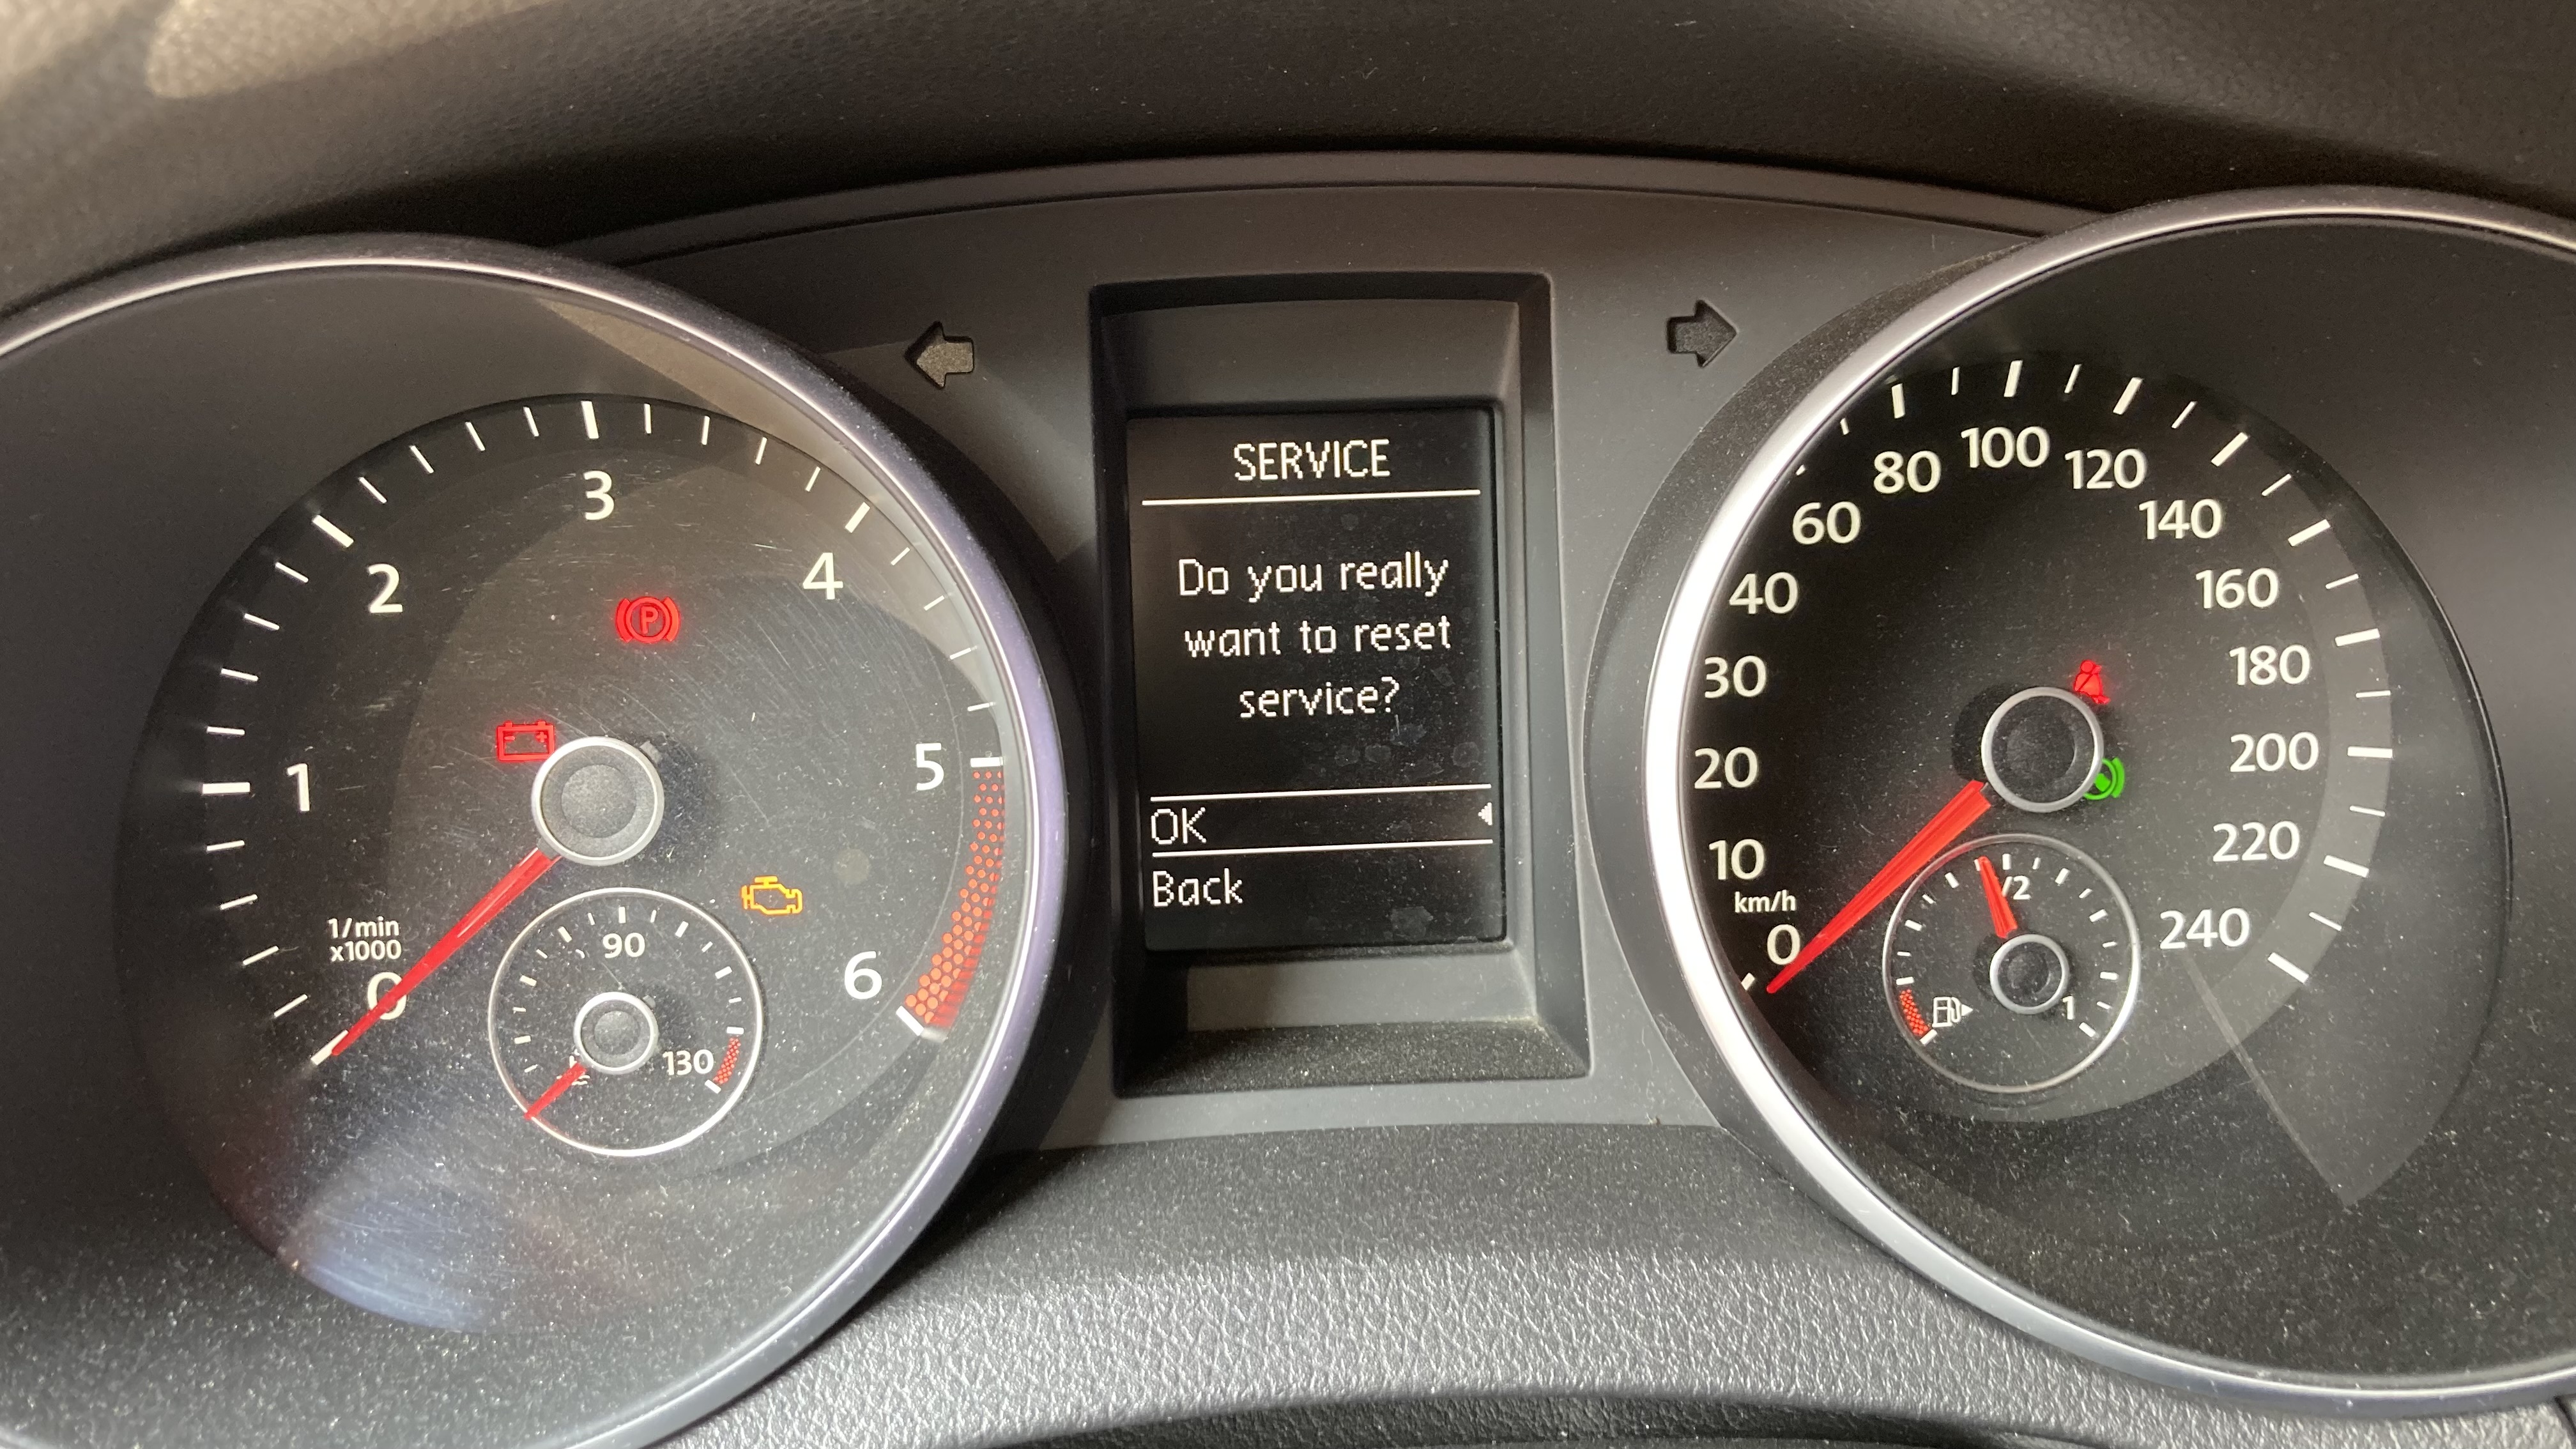 1/min
x1000
0
1
2
3
4
5
6
90
130
P
SERVICE
Do you really
want to reset
service?
OK
Back
km/h
0
10
20
30
40
60
80
100
120
140
160
180
200
220
240
/2
1